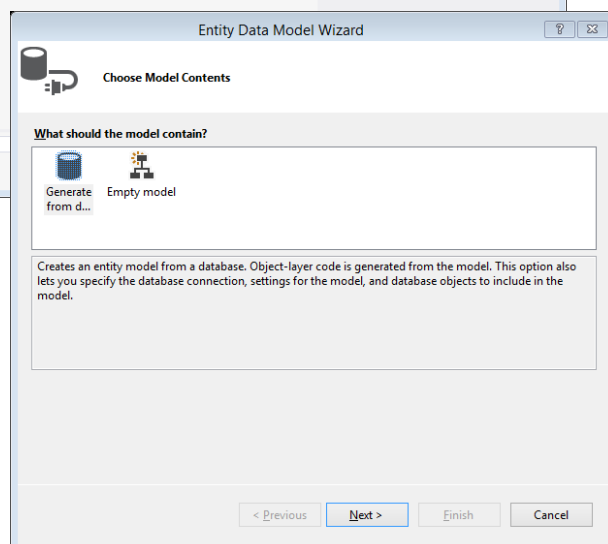 Entity Data Model Wizard
?
Choose Model Contents
What should the model contain?
Generate
from d...
Empty model
Creates an entity model from a database. Object-layer code is generated from the model. This option also
lets you specify the database connection, settings for the model, and database objects to include in the
model.
< Previous
Next >
Finish
Cancel